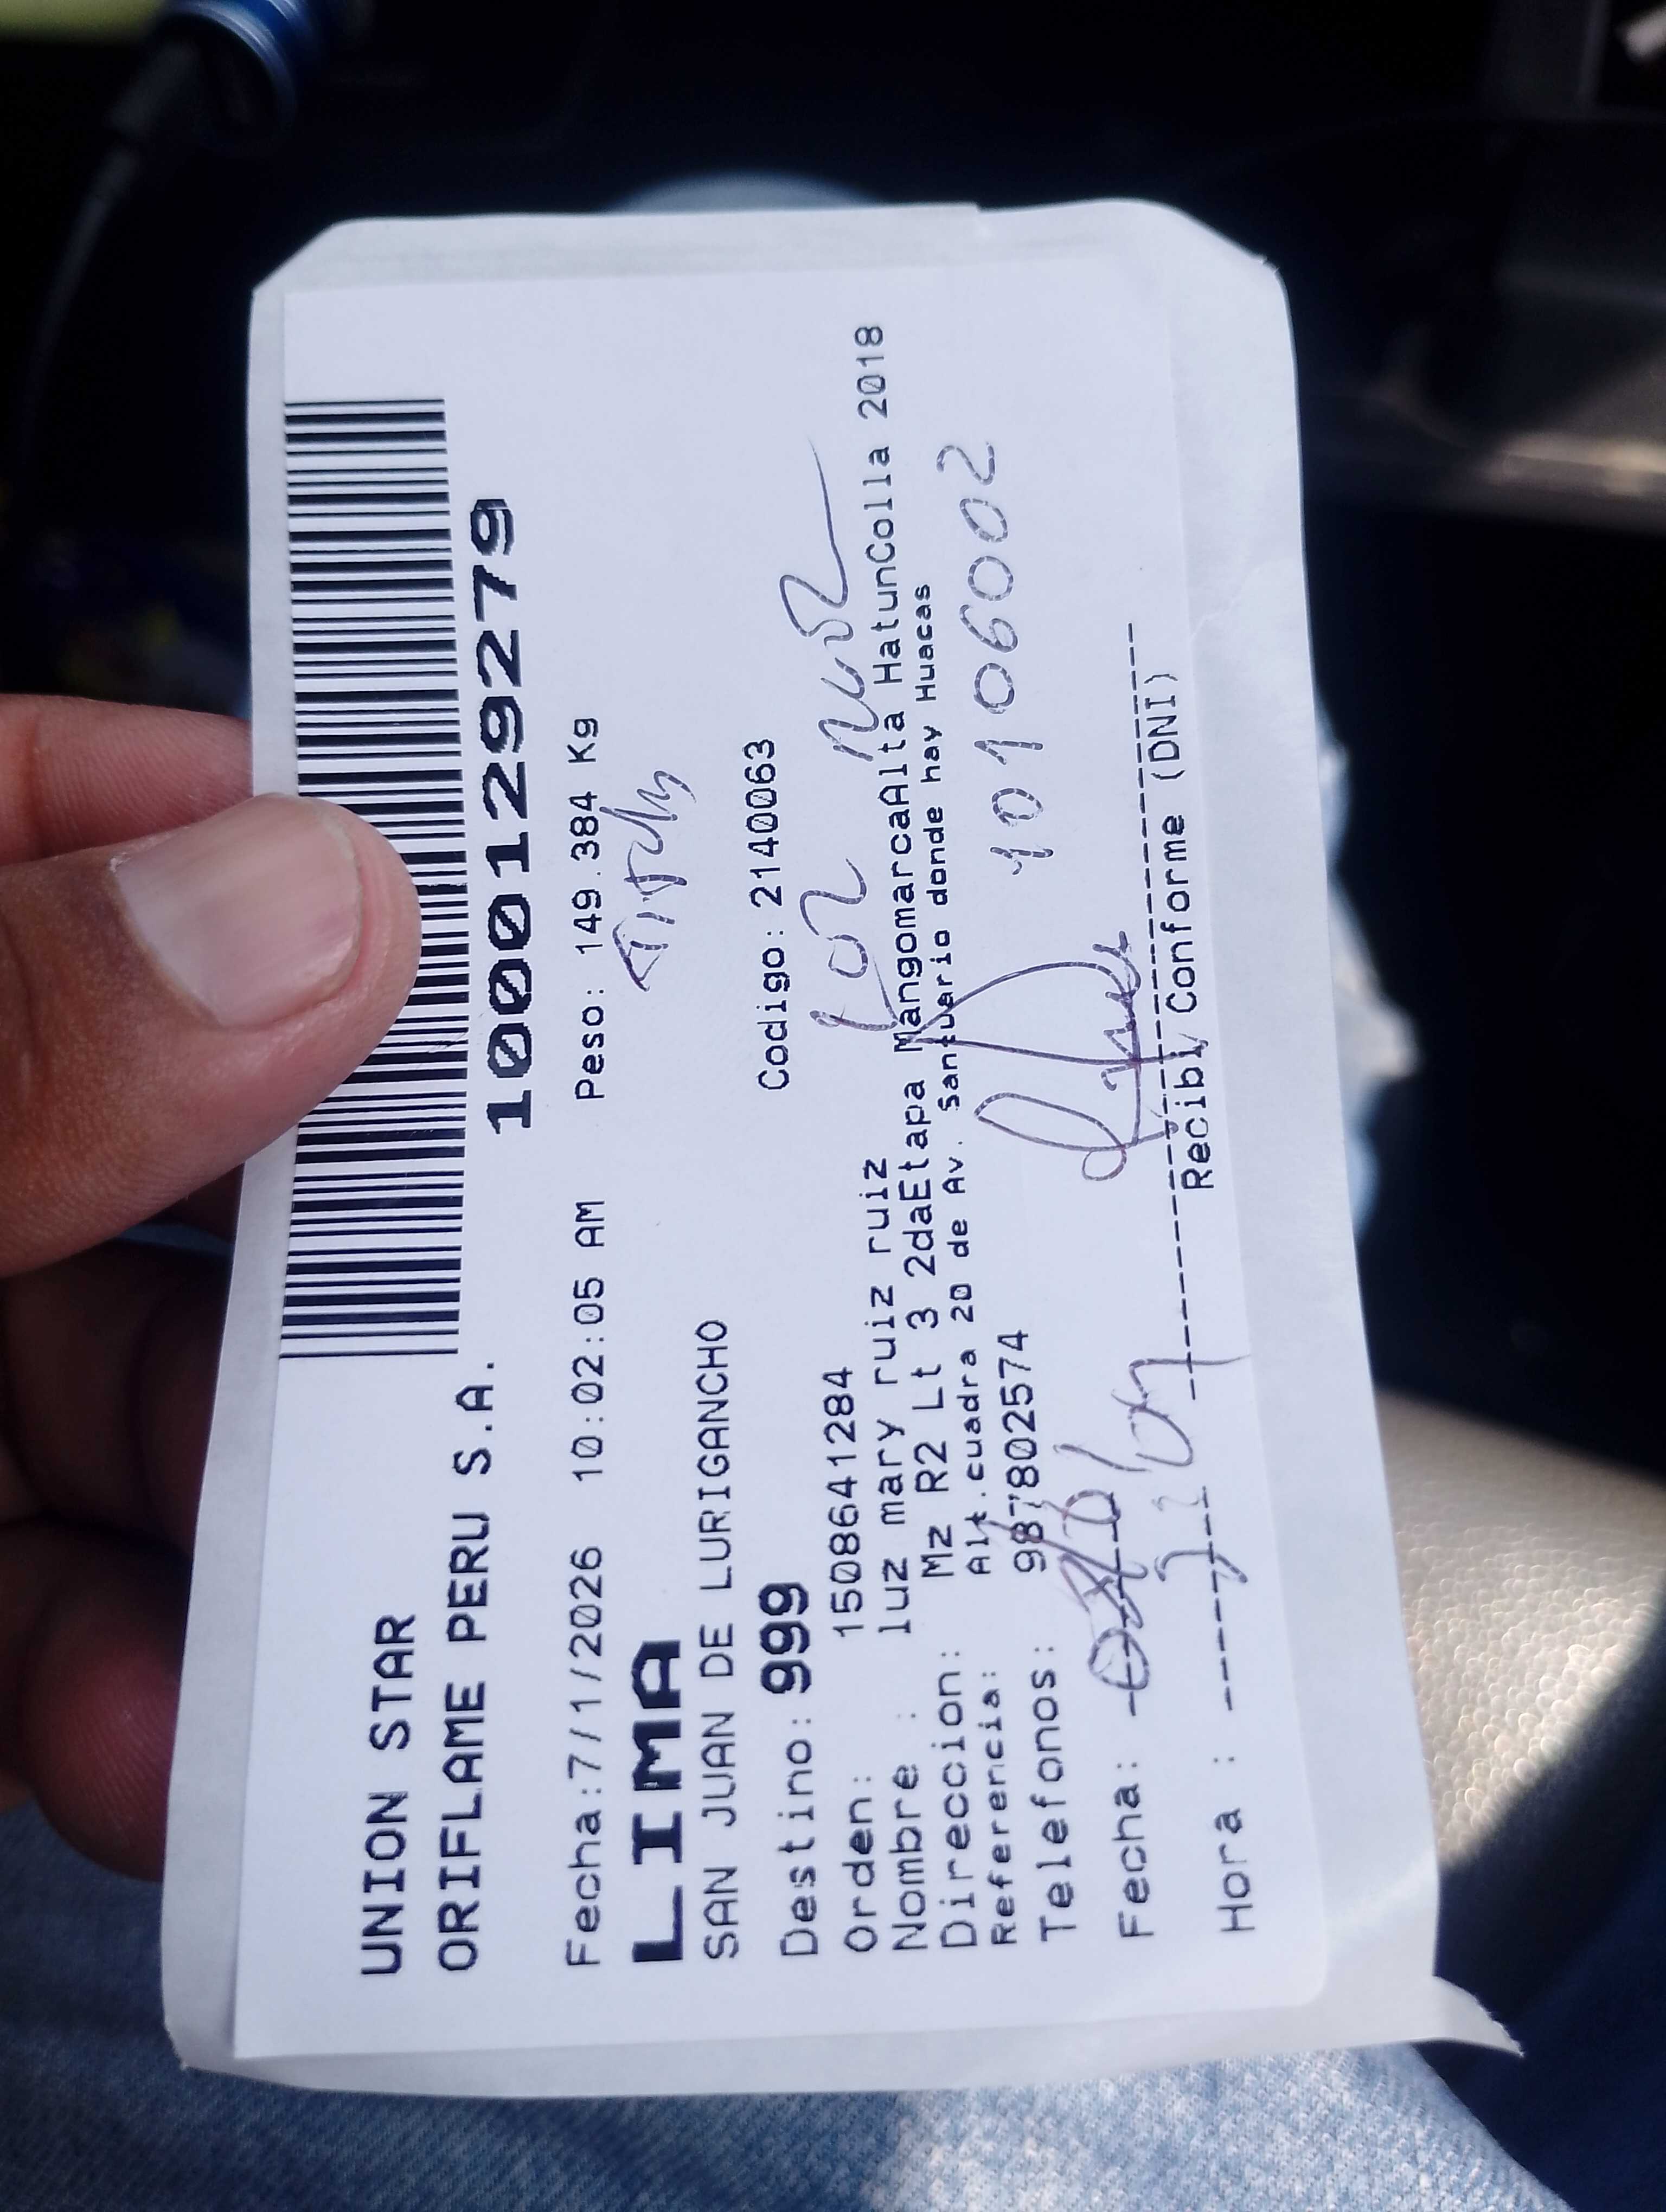 UNION STAR
ORIFLAME PERU S.A.
1000129279
Fecha:7/1/2026 10:02:05 AM Peso: 149.384 Kg
LIMA
SAN JUAN DE LURIGANCHO
Destino: 999 Codigo: 2140063
Orden: 1508641284
Nombre : luz mary ruiz ruiz
Direccion: Mz R2 Lt 3 2daEtapa MangomarcaAlta HatunColla 2018
Referencia: Alt.cuadra 20 de Av. Santuario donde hay Huacas
Telefonos: 987802574
10106002
Fecha:
Hora :
Recibi Conforme (DNI)